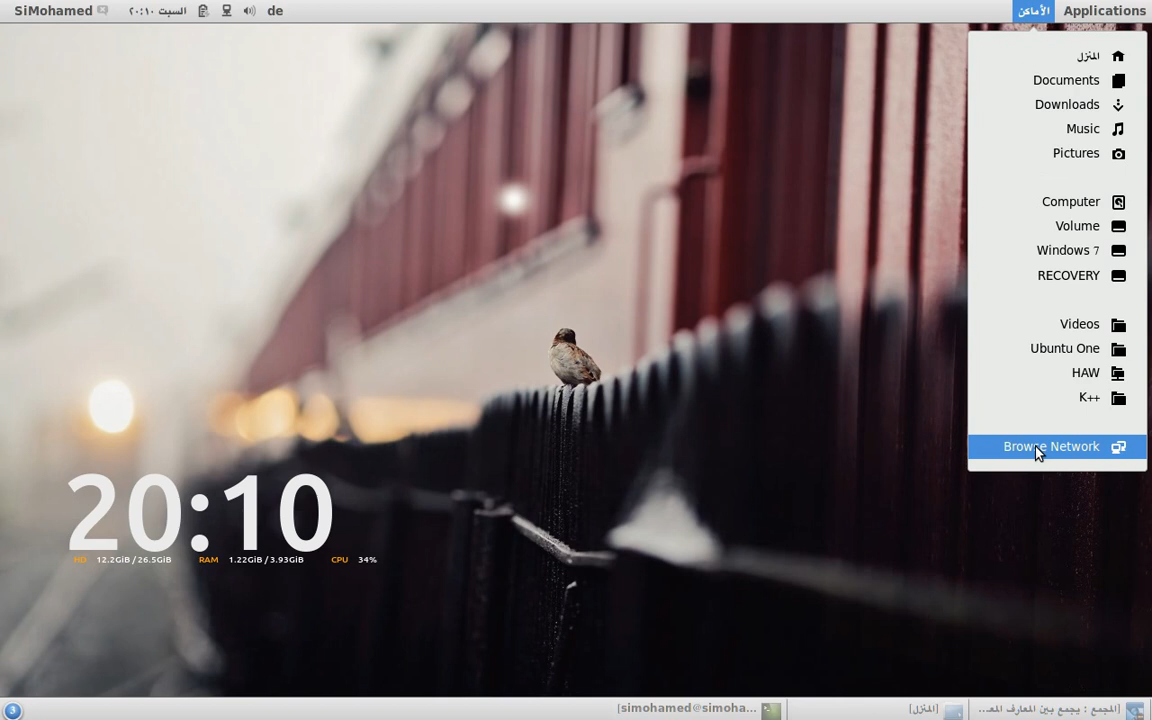 SiMohamed
السبت ٢٠:١٠
de
الأماكن
Applications
المنزل
Documents
Downloads
Music
Pictures
Computer
Volume
Windows 7
RECOVERY
Videos
Ubuntu One
HAW
K++
Browse Network
20:10
HD 12.2GiB / 26.5GiB RAM 1.22GiB / 3.93GiB CPU 34%
3
[simohamed@simoha...
[المنزل]
[المجمع : يجمع بين المعارف المعـ...